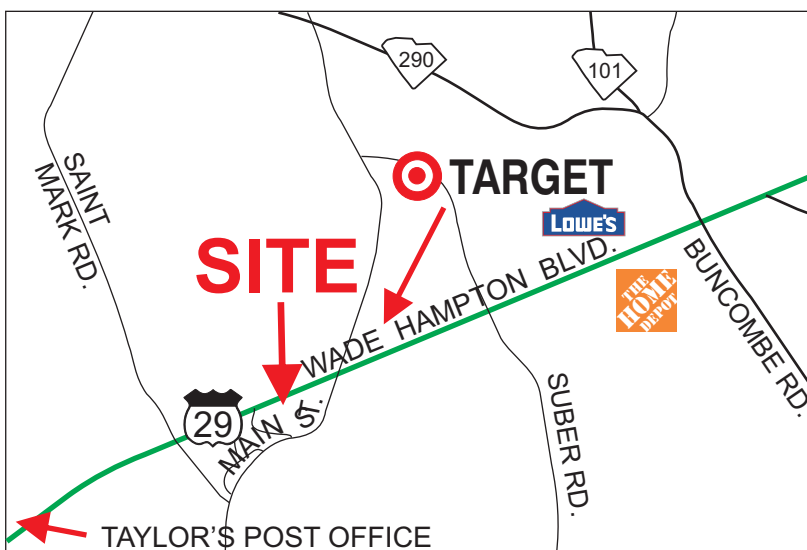 290
101
SAINT
MARK RD.
TARGET
LOWE'S
SITE
WADE HAMPTON BLVD.
THE
HOME
DEPOT
BUNCOMBE RD.
29
MAIN St.
SUBER RD.
TAYLOR'S POST OFFICE